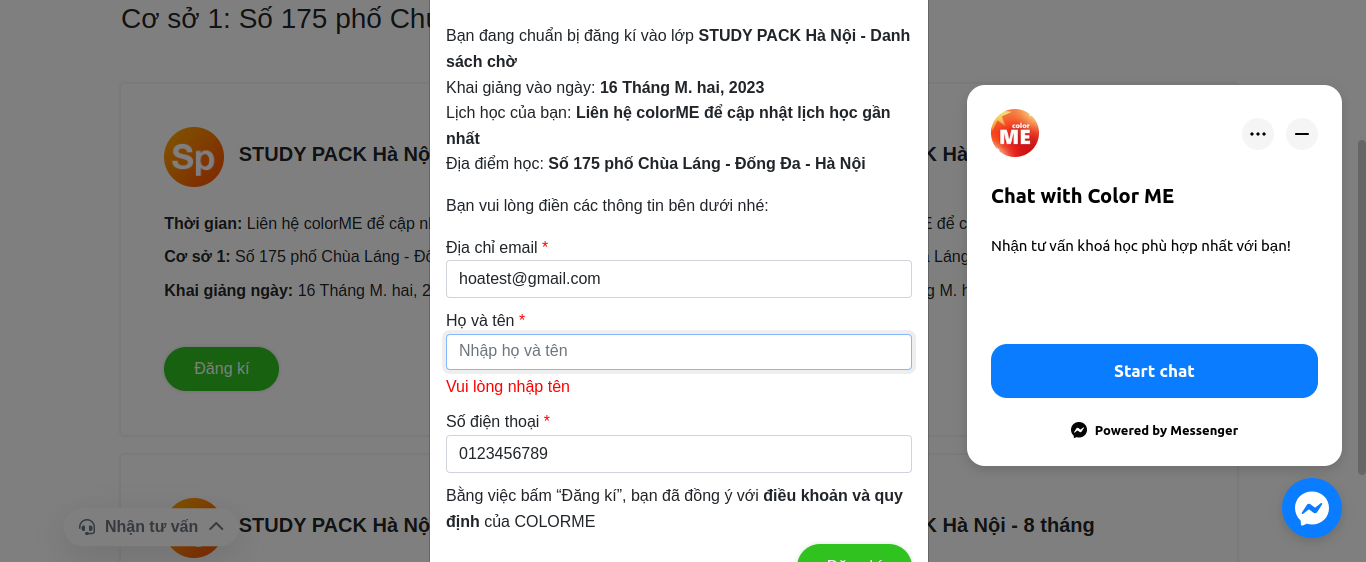 Cơ sở 1: Số 175 phố Chù
Bạn đang chuẩn bị đăng kí vào lớp STUDY PACK Hà Nội - Danh
sách chờ
Khai giảng vào ngày: 16 Tháng M. hai, 2023
Lịch học của bạn: Liên hệ colorME để cập nhật lịch học gần
nhất
Địa điểm học: Số 175 phố Chùa Láng - Đống Đa - Hà Nội
Bạn vui lòng điền các thông tin bên dưới nhé:
Địa chỉ email *
hoatest@gmail.com
Họ và tên *
Nhập họ và tên
Vui lòng nhập tên
Số điện thoại *
0123456789
Bằng việc bấm “Đăng kí”, bạn đã đồng ý với điều khoản và quy
định của COLORME
Sp
STUDY PACK Hà Nộ
Thời gian: Liên hệ colorME để cập n
Cơ sở 1: Số 175 phố Chùa Láng - Đố
Khai giảng ngày: 16 Tháng M. hai, 2
Đăng kí
STUDY PACK Hà Nộ
Nhận tư vấn
K Hà
E để c
Láng
g M. h
K Hà Nội - 8 tháng
color
ME
Chat with Color ME
Nhận tư vấn khoá học phù hợp nhất với bạn!
Start chat
Powered by Messenger